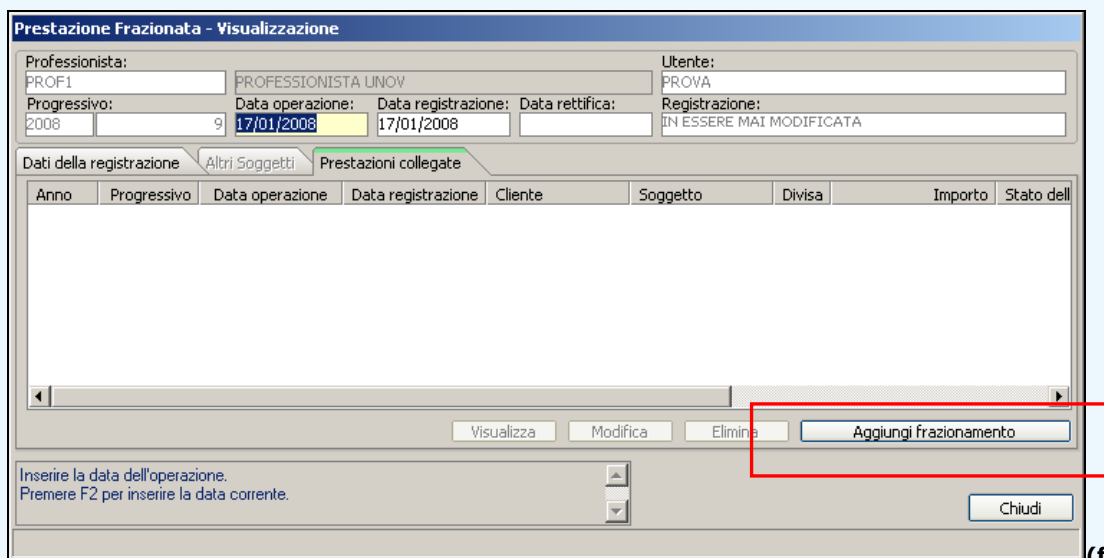 Prestazione Frazionata - Visualizzazione
Professionista: Utente:
PROF1 PROFESSIONISTA UNOV PROVA
Progressivo: Data operazione: Data registrazione: Data rettifica: Registrazione:
2008 9 17/01/2008 17/01/2008 IN ESSERE MAI MODIFICATA
Dati della registrazione Altri Soggetti Prestazioni collegate
Anno Progressivo Data operazione Data registrazione Cliente Soggetto Divisa Importo Stato dell
Visualizza Modifica Elimina Aggiungi frazionamento
Inserire la data dell'operazione.
Premere F2 per inserire la data corrente.
Chiudi